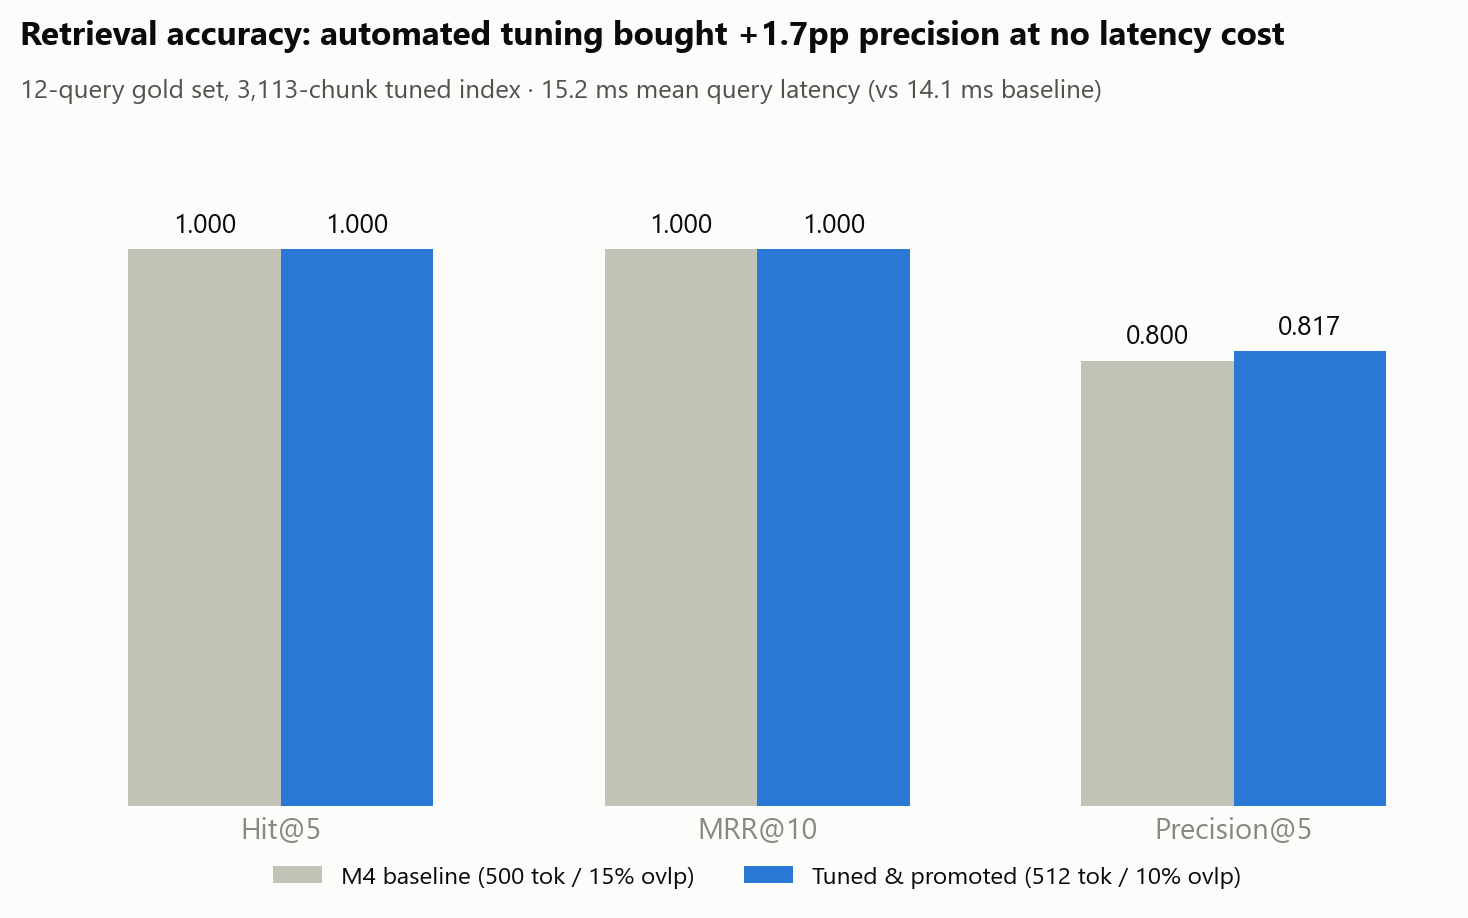 Retrieval accuracy: automated tuning bought +1.7pp precision at no latency cost
12-query gold set, 3,113-chunk tuned index · 15.2 ms mean query latency (vs 14.1 ms baseline)
1.000 1.000 1.000 1.000 0.800 0.817
Hit@5 MRR@10 Precision@5
M4 baseline (500 tok / 15% ovlp) Tuned & promoted (512 tok / 10% ovlp)